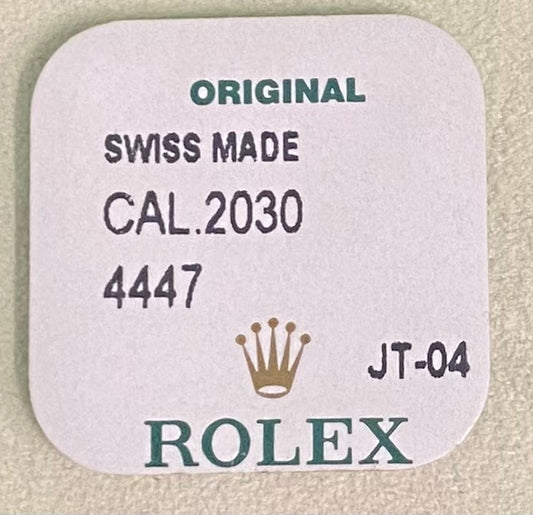 ORIGINAL
SWISS MADE
CAL.2030
4447
JT-04
ROLEX